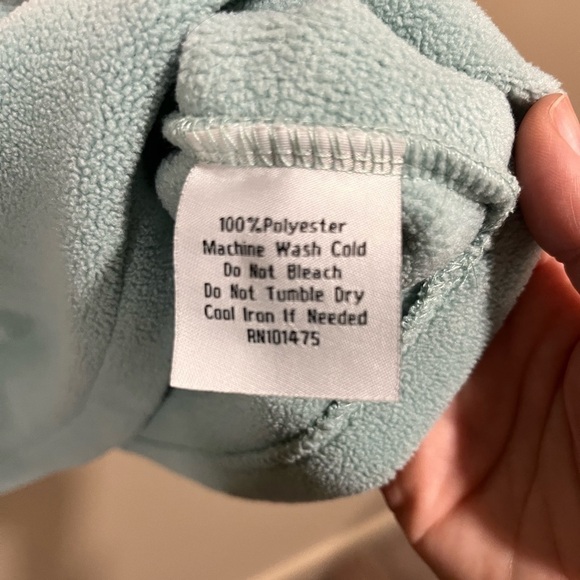 100%Polyester
Machine Wash Cold
Do Not Bleach
Do Not Tumble Dry
Cool Iron If Needed
RN101475